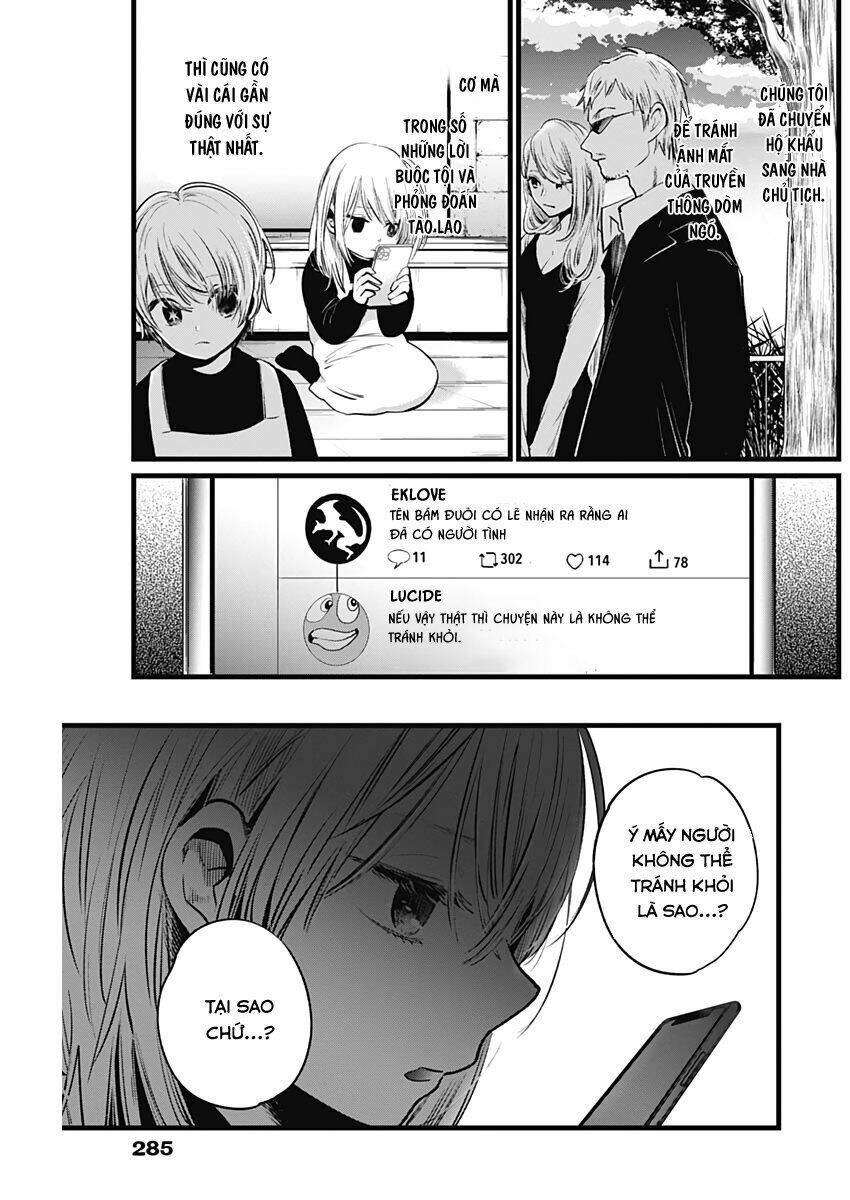 CHÚNG TÔI
ĐÃ CHUYỂN
HỘ KHẨU
SANG NHÀ
CHỦ TỊCH.
ĐỂ TRÁNH
ÁNH MẮT
CỦA TRUYỀN
THÔNG DÒM
NGÓ.
CƠ MÀ
TRONG SỐ
NHỮNG LỜI
BUỘC TỘI VÀ
PHỎNG ĐOÁN
TÀO LAO
THÌ CŨNG CÓ
VÀI CÁI GẦN
ĐÚNG VỚI SỰ
THẬT NHẤT.
EKLOVE
TÊN BÁM ĐUÔI CÓ LẼ NHẬN RA RẰNG AI
ĐÃ CÓ NGƯỜI TÌNH
11 302 114 78
LUCIDE
NẾU VẬY THẬT THÌ CHUYỆN NÀY LÀ KHÔNG THỂ
TRÁNH KHỎI.
Ý MẤY NGƯỜI
KHÔNG THỂ
TRÁNH KHỎI
LÀ SAO...?
TẠI SAO
CHỨ...?
285